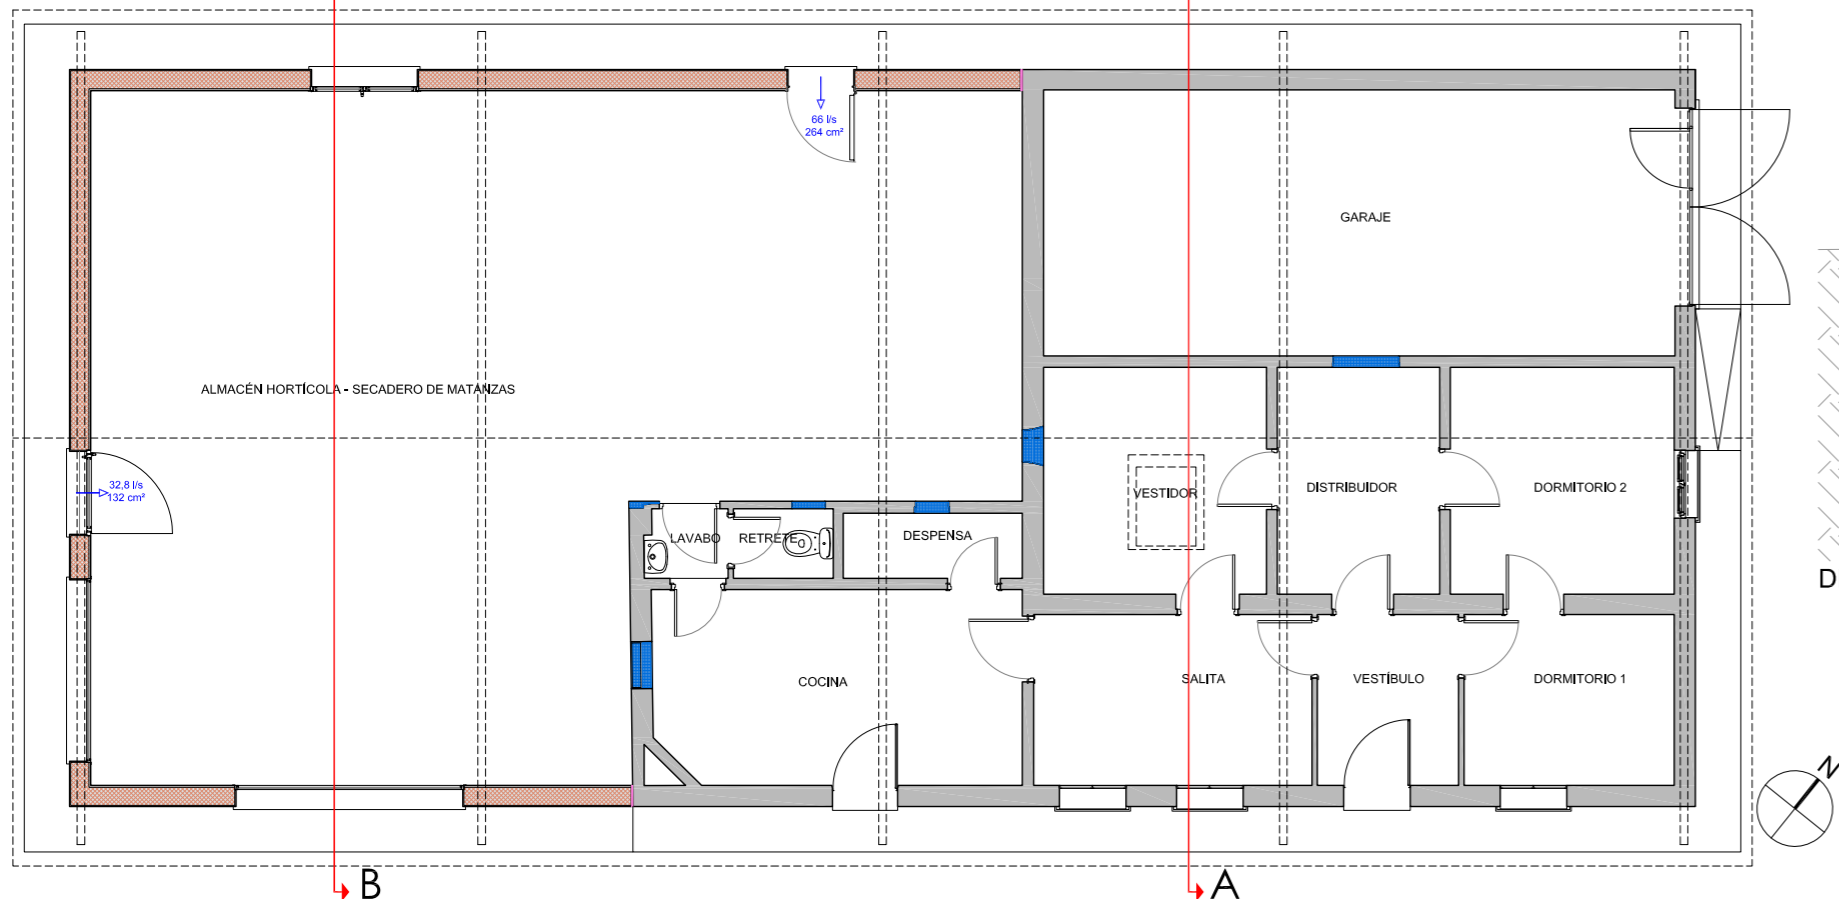 66 l/s
264 cm²
GARAJE
ALMACÉN HORTÍCOLA - SECADERO DE MATANZAS
32,8 l/s
132 cm²
VESTIDOR
DISTRIBUIDOR
DORMITORIO 2
LAVABO
RETRETE
DESPENSA
D
COCINA
SALITA
VESTÍBULO
DORMITORIO 1
N
B
A